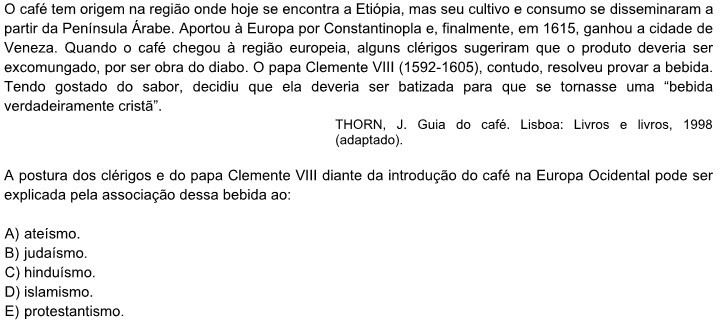 O café tem origem na região onde hoje se encontra a Etiópia, mas seu cultivo e consumo se disseminaram a
partir da Península Árabe. Aportou à Europa por Constantinopla e, finalmente, em 1615, ganhou a cidade de
Veneza. Quando o café chegou à região europeia, alguns clérigos sugeriram que o produto deveria ser
excomungado, por ser obra do diabo. O papa Clemente VIII (1592-1605), contudo, resolveu provar a bebida.
Tendo gostado do sabor, decidiu que ela deveria ser batizada para que se tornasse uma “bebida
verdadeiramente cristã”.
THORN, J. Guia do café. Lisboa: Livros e livros, 1998
(adaptado).
A postura dos clérigos e do papa Clemente VIII diante da introdução do café na Europa Ocidental pode ser
explicada pela associação dessa bebida ao:
A) ateísmo.
B) judaísmo.
C) hinduísmo.
D) islamismo.
E) protestantismo.